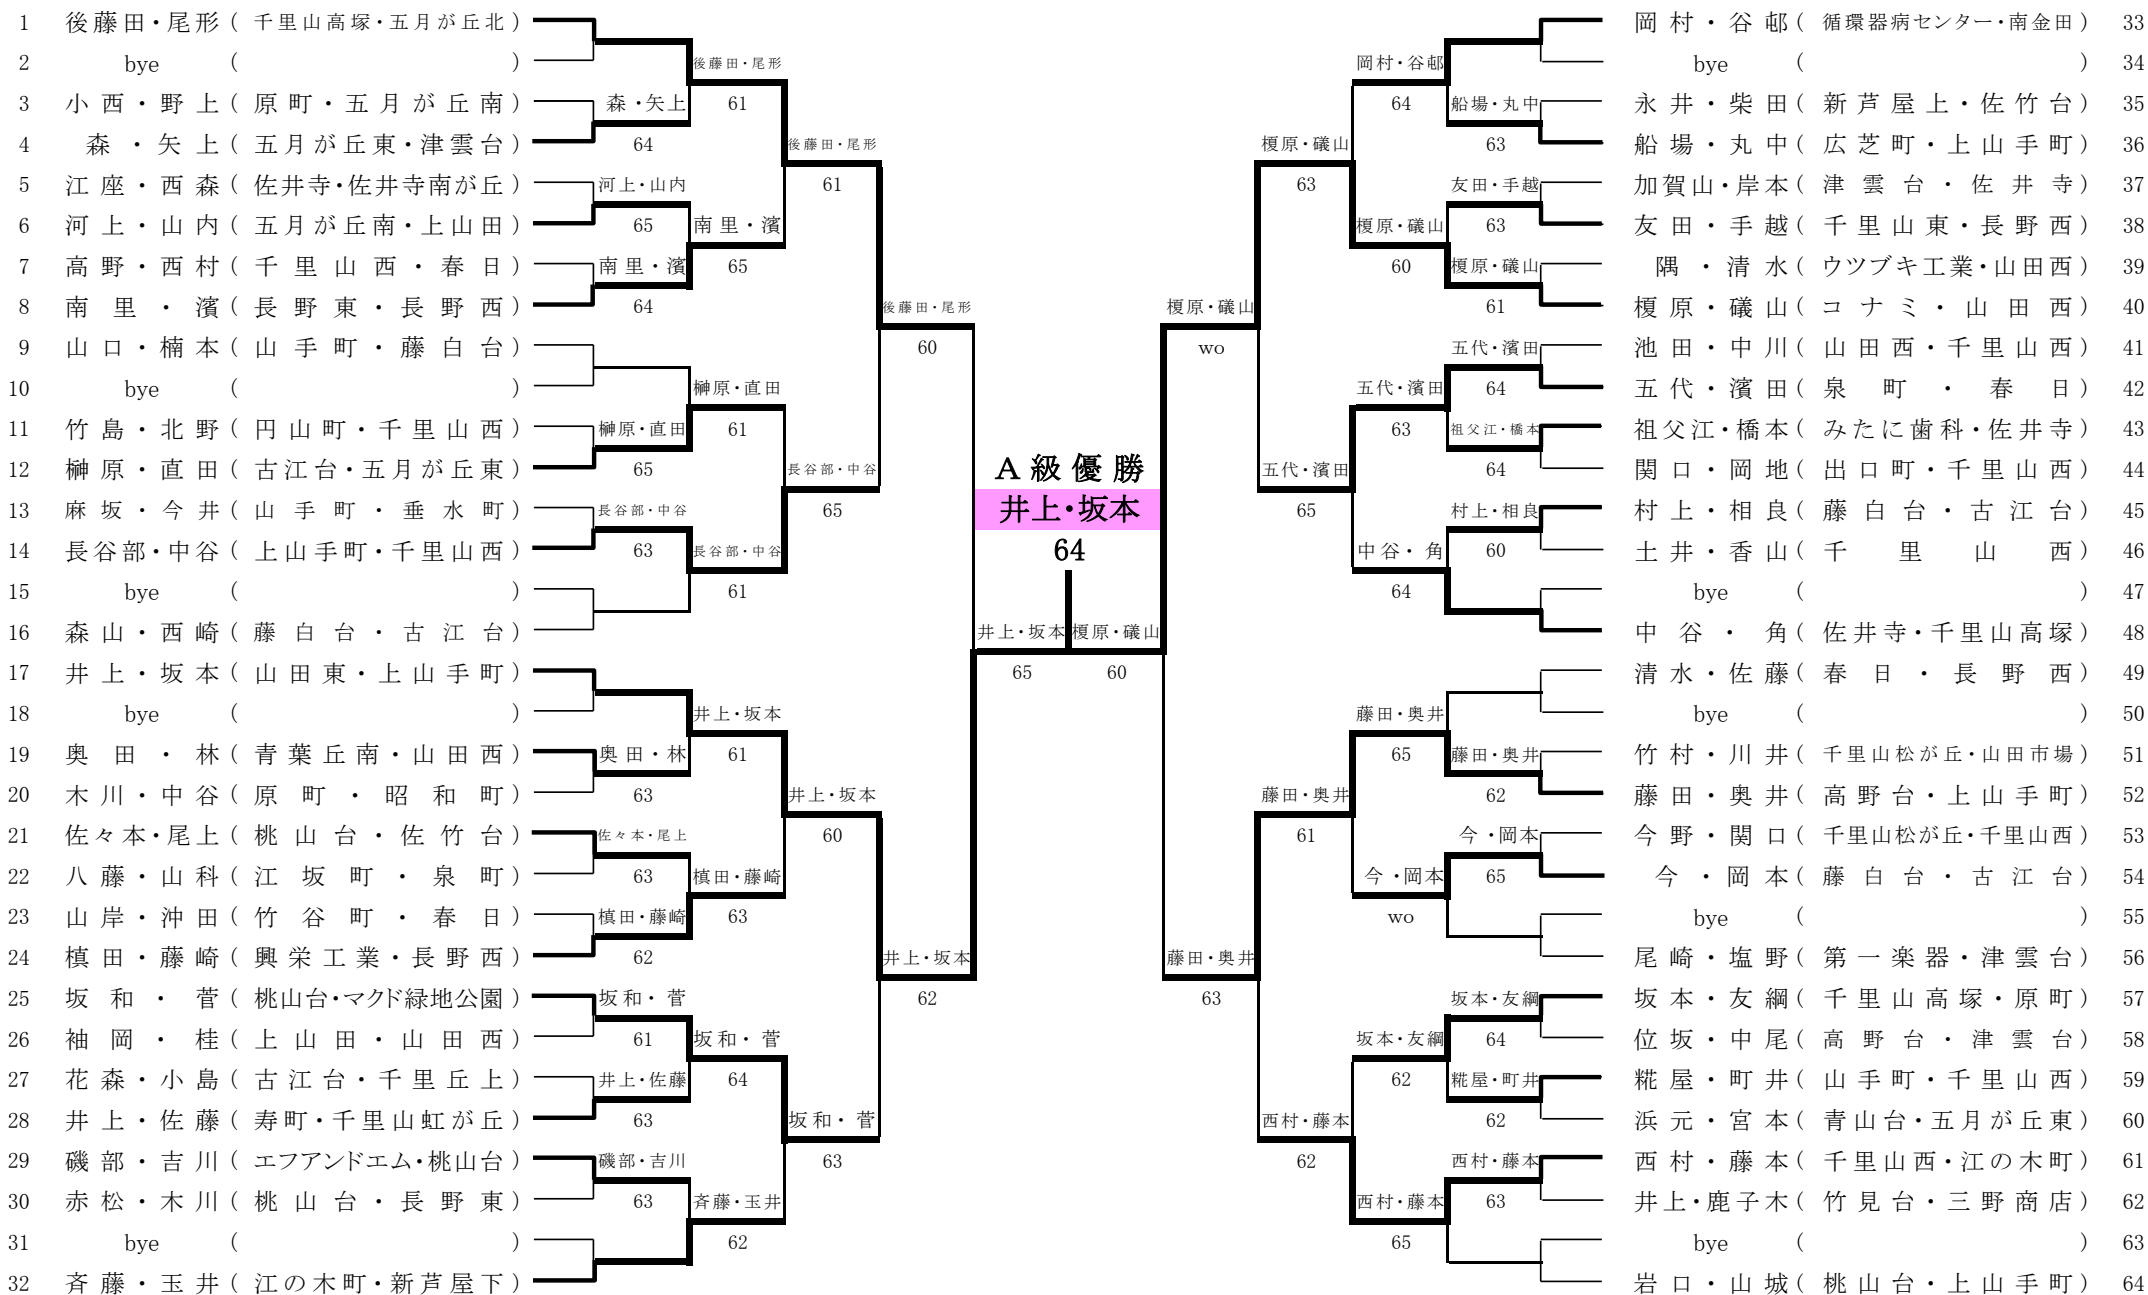 1 後藤田・尾形 ( 千里山高塚・五月が丘北 )
2 bye ( )
3 小西・野上 ( 原町・五月が丘南 )
4 森・矢上 ( 五月が丘東・津雲台 )
5 江座・西森 ( 佐井寺・佐井寺南が丘 )
6 河上・山内 ( 五月が丘南・上山田 )
7 高野・西村 ( 千里山西・春日 )
8 南里・濱 ( 長野東・長野西 )
9 山口・楠本 ( 山手町・藤白台 )
10 bye ( )
11 竹島・北野 ( 円山町・千里山西 )
12 榊原・直田 ( 古江台・五月が丘東 )
13 麻坂・今井 ( 山手町・垂水町 )
14 長谷部・中谷 ( 上山手町・千里山西 )
15 bye ( )
16 森山・西崎 ( 藤白台・古江台 )
17 井上・坂本 ( 山田東・上山手町 )
18 bye ( )
19 奥田・林 ( 青葉丘南・山田西 )
20 木川・中谷 ( 原町・昭和町 )
21 佐々本・尾上 ( 桃山台・佐竹台 )
22 八藤・山科 ( 江坂町・泉町 )
23 山岸・沖田 ( 竹谷町・春日 )
24 槙田・藤崎 ( 興栄工業・長野西 )
25 坂和・菅 ( 桃山台・マクド緑地公園 )
26 袖岡・桂 ( 上山田・山田西 )
27 花森・小島 ( 古江台・千里丘上 )
28 井上・佐藤 ( 寿町・千里山虹が丘 )
29 磯部・吉川 ( エフアンドエム・桃山台 )
30 赤松・木川 ( 桃山台・長野東 )
31 bye ( )
32 斉藤・玉井 ( 江の木町・新芦屋下 )
森・矢上
64
河上・山内
65
南里・濱
64
榊原・直田
65
長谷部・中谷
63
奥田・林
63
佐々本・尾上
63
槙田・藤崎
62
坂和・菅
61
井上・佐藤
63
磯部・吉川
63
後藤田・尾形
61
南里・濱
65
榊原・直田
61
長谷部・中谷
61
井上・坂本
61
槙田・藤崎
63
坂和・菅
64
斉藤・玉井
62
後藤田・尾形
61
長谷部・中谷
65
井上・坂本
60
坂和・菅
63
後藤田・尾形
60
井上・坂本
62
A級優勝
井上・坂本
64
井上・坂本
65
榎原・礒山
60
榎原・礒山
wo
藤田・奥井
63
榎原・礒山
63
五代・濱田
65
藤田・奥井
61
西村・藤本
62
岡村・谷邨
64
榎原・礒山
60
五代・濱田
63
中谷・角
64
藤田・奥井
65
今・岡本
wo
坂本・友綱
62
西村・藤本
65
船場・丸中
63
友田・手越
63
榎原・礒山
61
五代・濱田
64
祖父江・橋本
64
村上・相良
60
藤田・奥井
62
今・岡本
65
坂本・友綱
64
糀屋・町井
62
西村・藤本
63
岡村・谷邨 ( 循環器病センター・南金田 ) 33
bye ( ) 34
永井・柴田 ( 新芦屋上・佐竹台 ) 35
船場・丸中 ( 広芝町・上山手町 ) 36
加賀山・岸本 ( 津雲台・佐井寺 ) 37
友田・手越 ( 千里山東・長野西 ) 38
隅・清水 ( ウツブキ工業・山田西 ) 39
榎原・礒山 ( コナミ・山田西 ) 40
池田・中川 ( 山田西・千里山西 ) 41
五代・濱田 ( 泉町・春日 ) 42
祖父江・橋本 ( みたに歯科・佐井寺 ) 43
関口・岡地 ( 出口町・千里山西 ) 44
村上・相良 ( 藤白台・古江台 ) 45
土井・香山 ( 千里山西 ) 46
bye ( ) 47
中谷・角 ( 佐井寺・千里山高塚 ) 48
清水・佐藤 ( 春日・長野西 ) 49
bye ( ) 50
竹村・川井 ( 千里山松が丘・山田市場 ) 51
藤田・奥井 ( 高野台・上山手町 ) 52
今野・関口 ( 千里山松が丘・千里山西 ) 53
今・岡本 ( 藤白台・古江台 ) 54
bye ( ) 55
尾崎・塩野 ( 第一楽器・津雲台 ) 56
坂本・友綱 ( 千里山高塚・原町 ) 57
位坂・中尾 ( 高野台・津雲台 ) 58
糀屋・町井 ( 山手町・千里山西 ) 59
浜元・宮本 ( 青山台・五月が丘東 ) 60
西村・藤本 ( 千里山西・江の木町 ) 61
井上・鹿子木 ( 竹見台・三野商店 ) 62
bye ( ) 63
岩口・山城 ( 桃山台・上山手町 ) 64